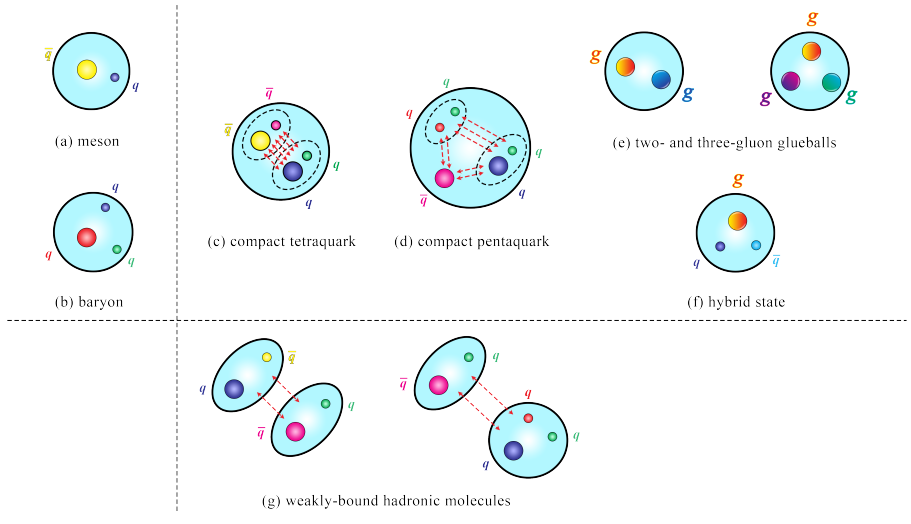 q̅
q
(a) meson
q
q
q
(b) baryon
q̅
q̅
q
q
(c) compact tetraquark
q
q
q
q̅
q
(d) compact pentaquark
g
g
g
g
g
(e) two- and three-gluon glueballs
g
q
q̅
(f) hybrid state
q
q̅
q̅
q
q̅
q
q
q
q
(g) weakly-bound hadronic molecules